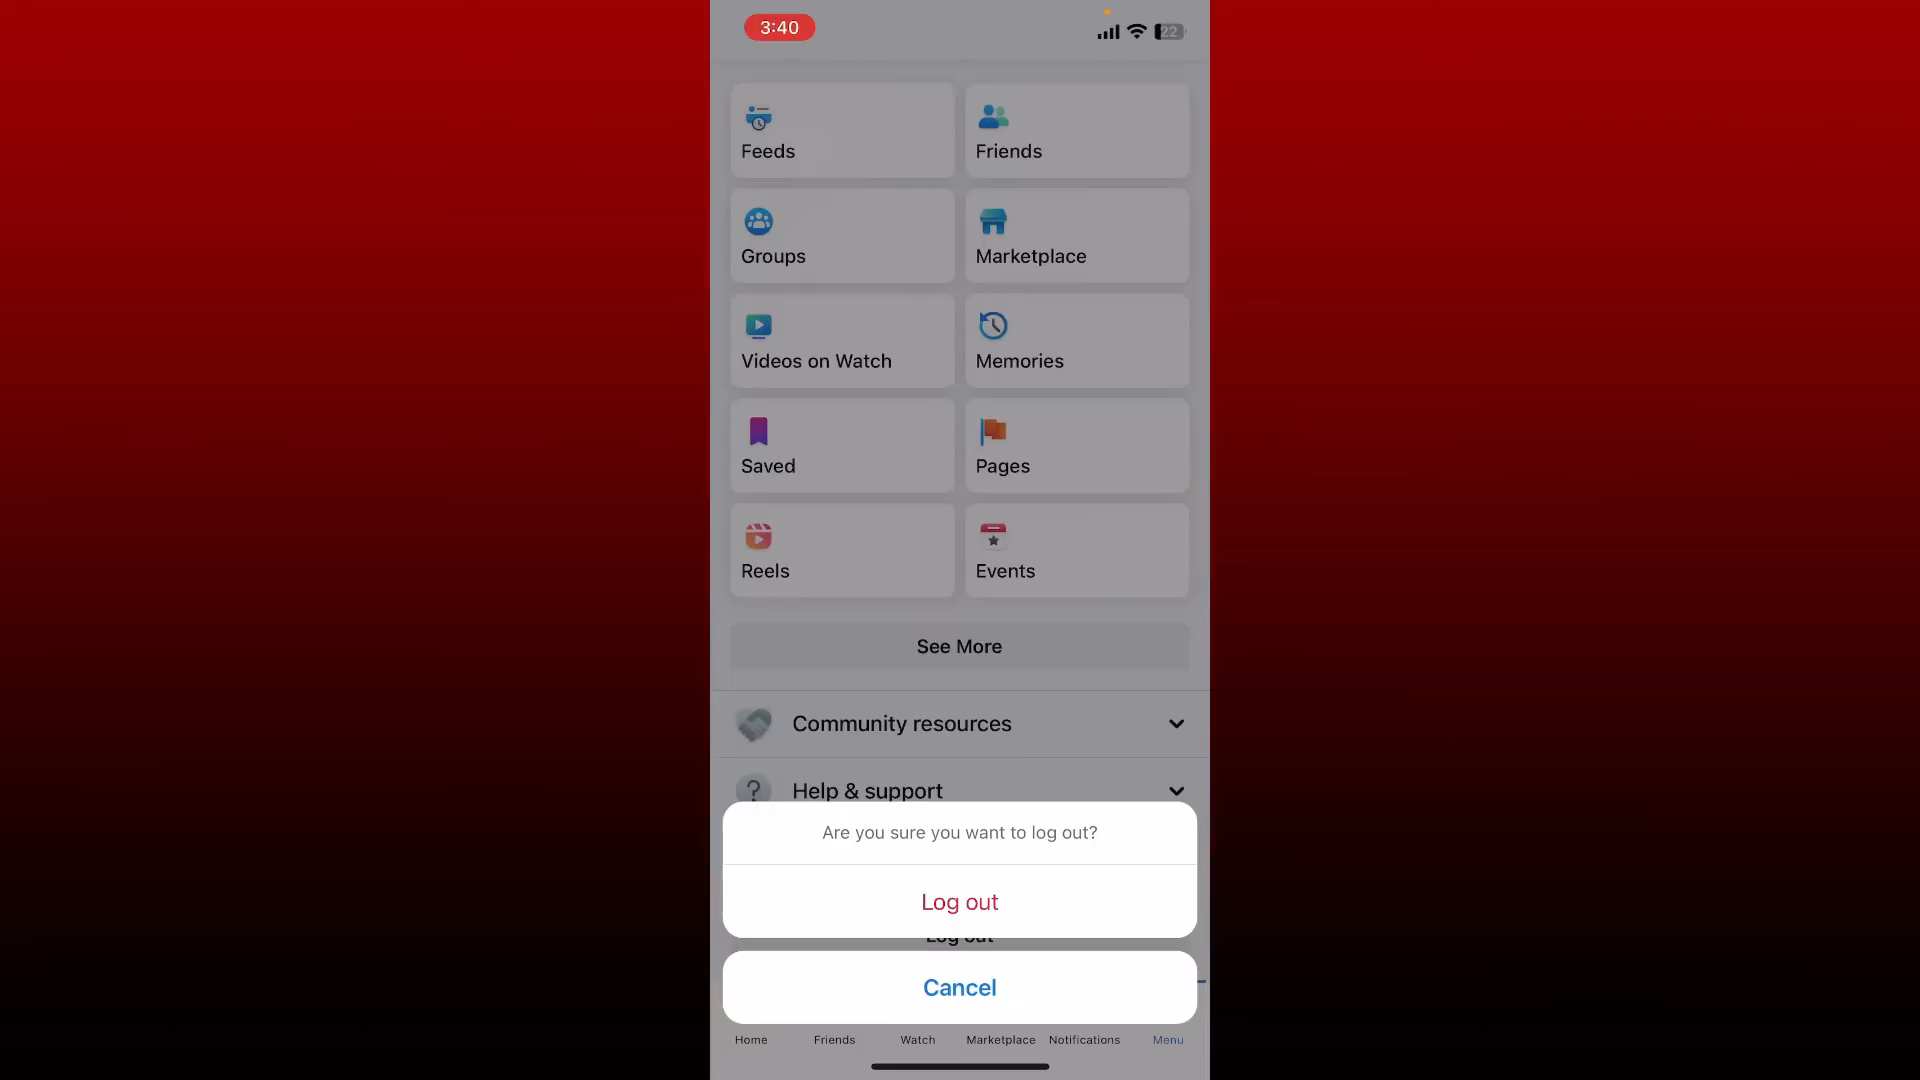 3:40
22
Feeds
Friends
Groups
Marketplace
Videos on Watch
Memories
Saved
Pages
Reels
Events
See More
Community resources
Help & support
Are you sure you want to log out?
Log out
Log out
Cancel
Home Friends Watch Marketplace Notifications Menu